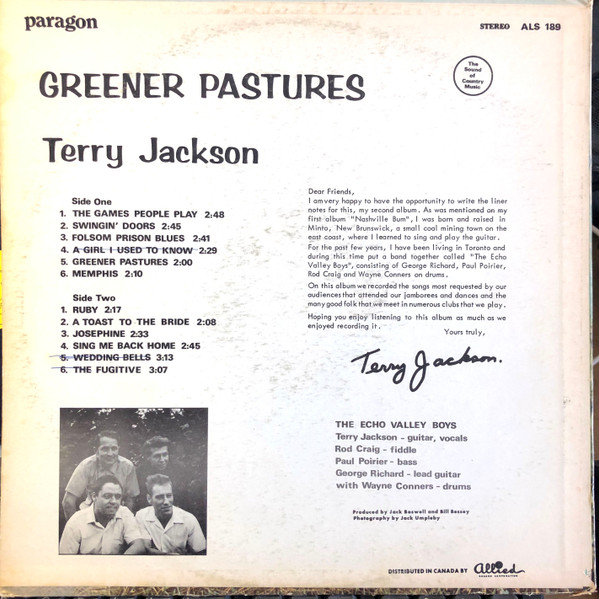 paragon
STEREO ALS 189
The
Sound
of
Country
Music
GREENER PASTURES
Terry Jackson
Side One
1. THE GAMES PEOPLE PLAY 2:48
2. SWINGIN' DOORS 2:45
3. FOLSOM PRISON BLUES 2:41
4. A GIRL I USED TO KNOW 2:29
5. GREENER PASTURES 2:00
6. MEMPHIS 2:10
Side Two
1. RUBY 2:17
2. A TOAST TO THE BRIDE 2:08
3. JOSEPHINE 2:33
4. SING ME BACK HOME 2:45
5. WEDDING BELLS 3:13
6. THE FUGITIVE 3:07
Dear Friends,
I am very happy to have the opportunity to write the liner
notes for this, my second album. As was mentioned on my
first album "Nashville Bum", I was born and raised in
Minto, New Brunswick, a small coal mining town on the
east coast, where I learned to sing and play the guitar.
For the past few years, I have been living in Toronto and
during this time put a band together called "The Echo
Valley Boys", consisting of George Richard, Paul Poirier,
Rod Craig and Wayne Conners on drums.
On this album we recorded the songs most requested by our
audiences that attended our jamborees and dances and the
many good folk that we meet in numerous clubs that we play.
Hoping you enjoy listening to this album as much as we
enjoyed recording it.
Yours truly,
Terry Jackson.
THE ECHO VALLEY BOYS
Terry Jackson - guitar, vocals
Rod Craig - fiddle
Paul Poirier - bass
George Richard - lead guitar
with Wayne Conners - drums
Produced by Jack Boswell and Bill Bessey
Photography by Jack Umpleby
DISTRIBUTED IN CANADA BY Allied
RECORD CORPORATION